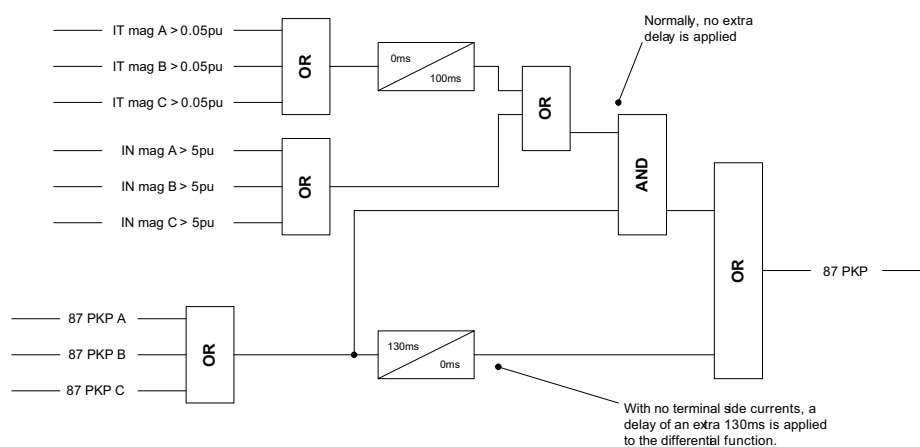 Normally, no extra
delay is applied
IT mag A > 0.05pu
IT mag B > 0.05pu
IT mag C > 0.05pu
OR
0ms
100ms
OR
IN mag A > 5pu
IN mag B > 5pu
IN mag C > 5pu
OR
AND
OR
87 PKP
87 PKP A
87 PKP B
87 PKP C
OR
130ms
0ms
With no terminal side currents, a
delay of an extra 130ms is applied
to the differential function.